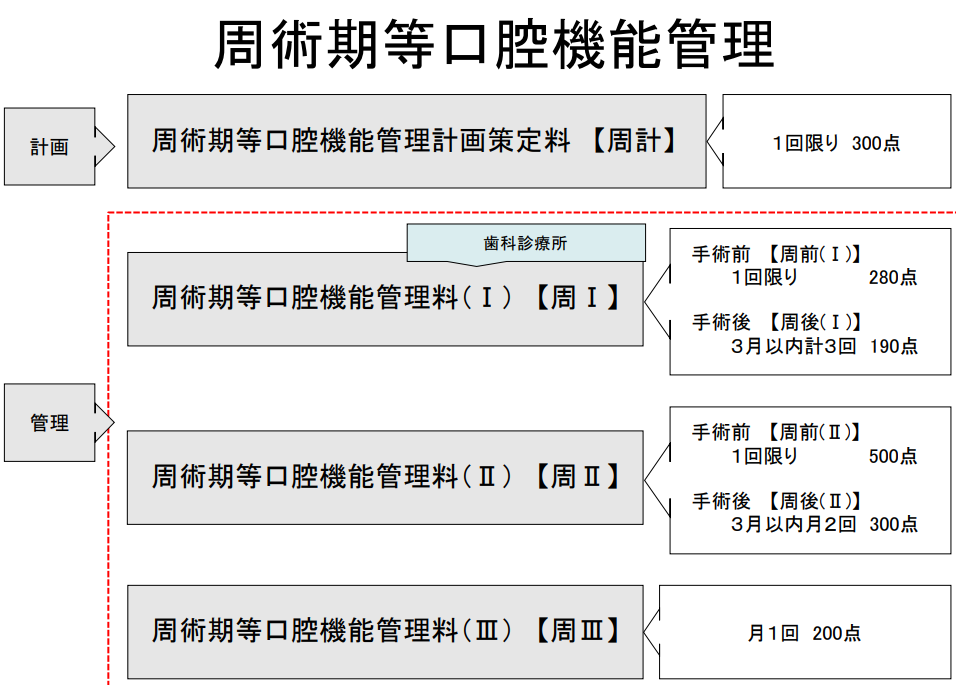 周術期等口腔機能管理
計画
周術期等口腔機能管理計画策定料 【周計】
1回限り 300点
歯科診療所
周術期等口腔機能管理料(Ⅰ) 【周Ⅰ】
手術前 【周前(Ⅰ)】
1回限り 280点
手術後 【周後(Ⅰ)】
3月以内計3回 190点
管理
周術期等口腔機能管理料(Ⅱ) 【周Ⅱ】
手術前 【周前(Ⅱ)】
1回限り 500点
手術後 【周後(Ⅱ)】
3月以内月2回 300点
周術期等口腔機能管理料(Ⅲ) 【周Ⅲ】
月1回 200点